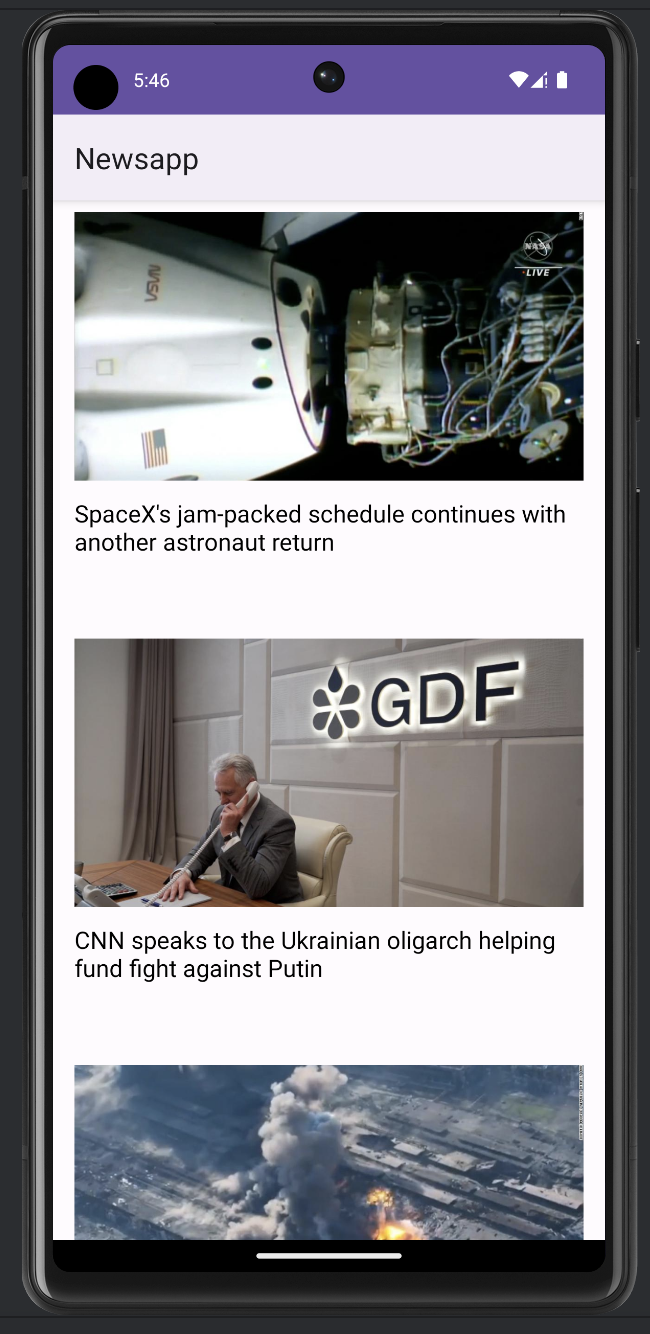 5:46
Newsapp
NASA
LIVE
NASA
SpaceX's jam-packed schedule continues with
another astronaut return
GDF
CNN speaks to the Ukrainian oligarch helping
fund fight against Putin